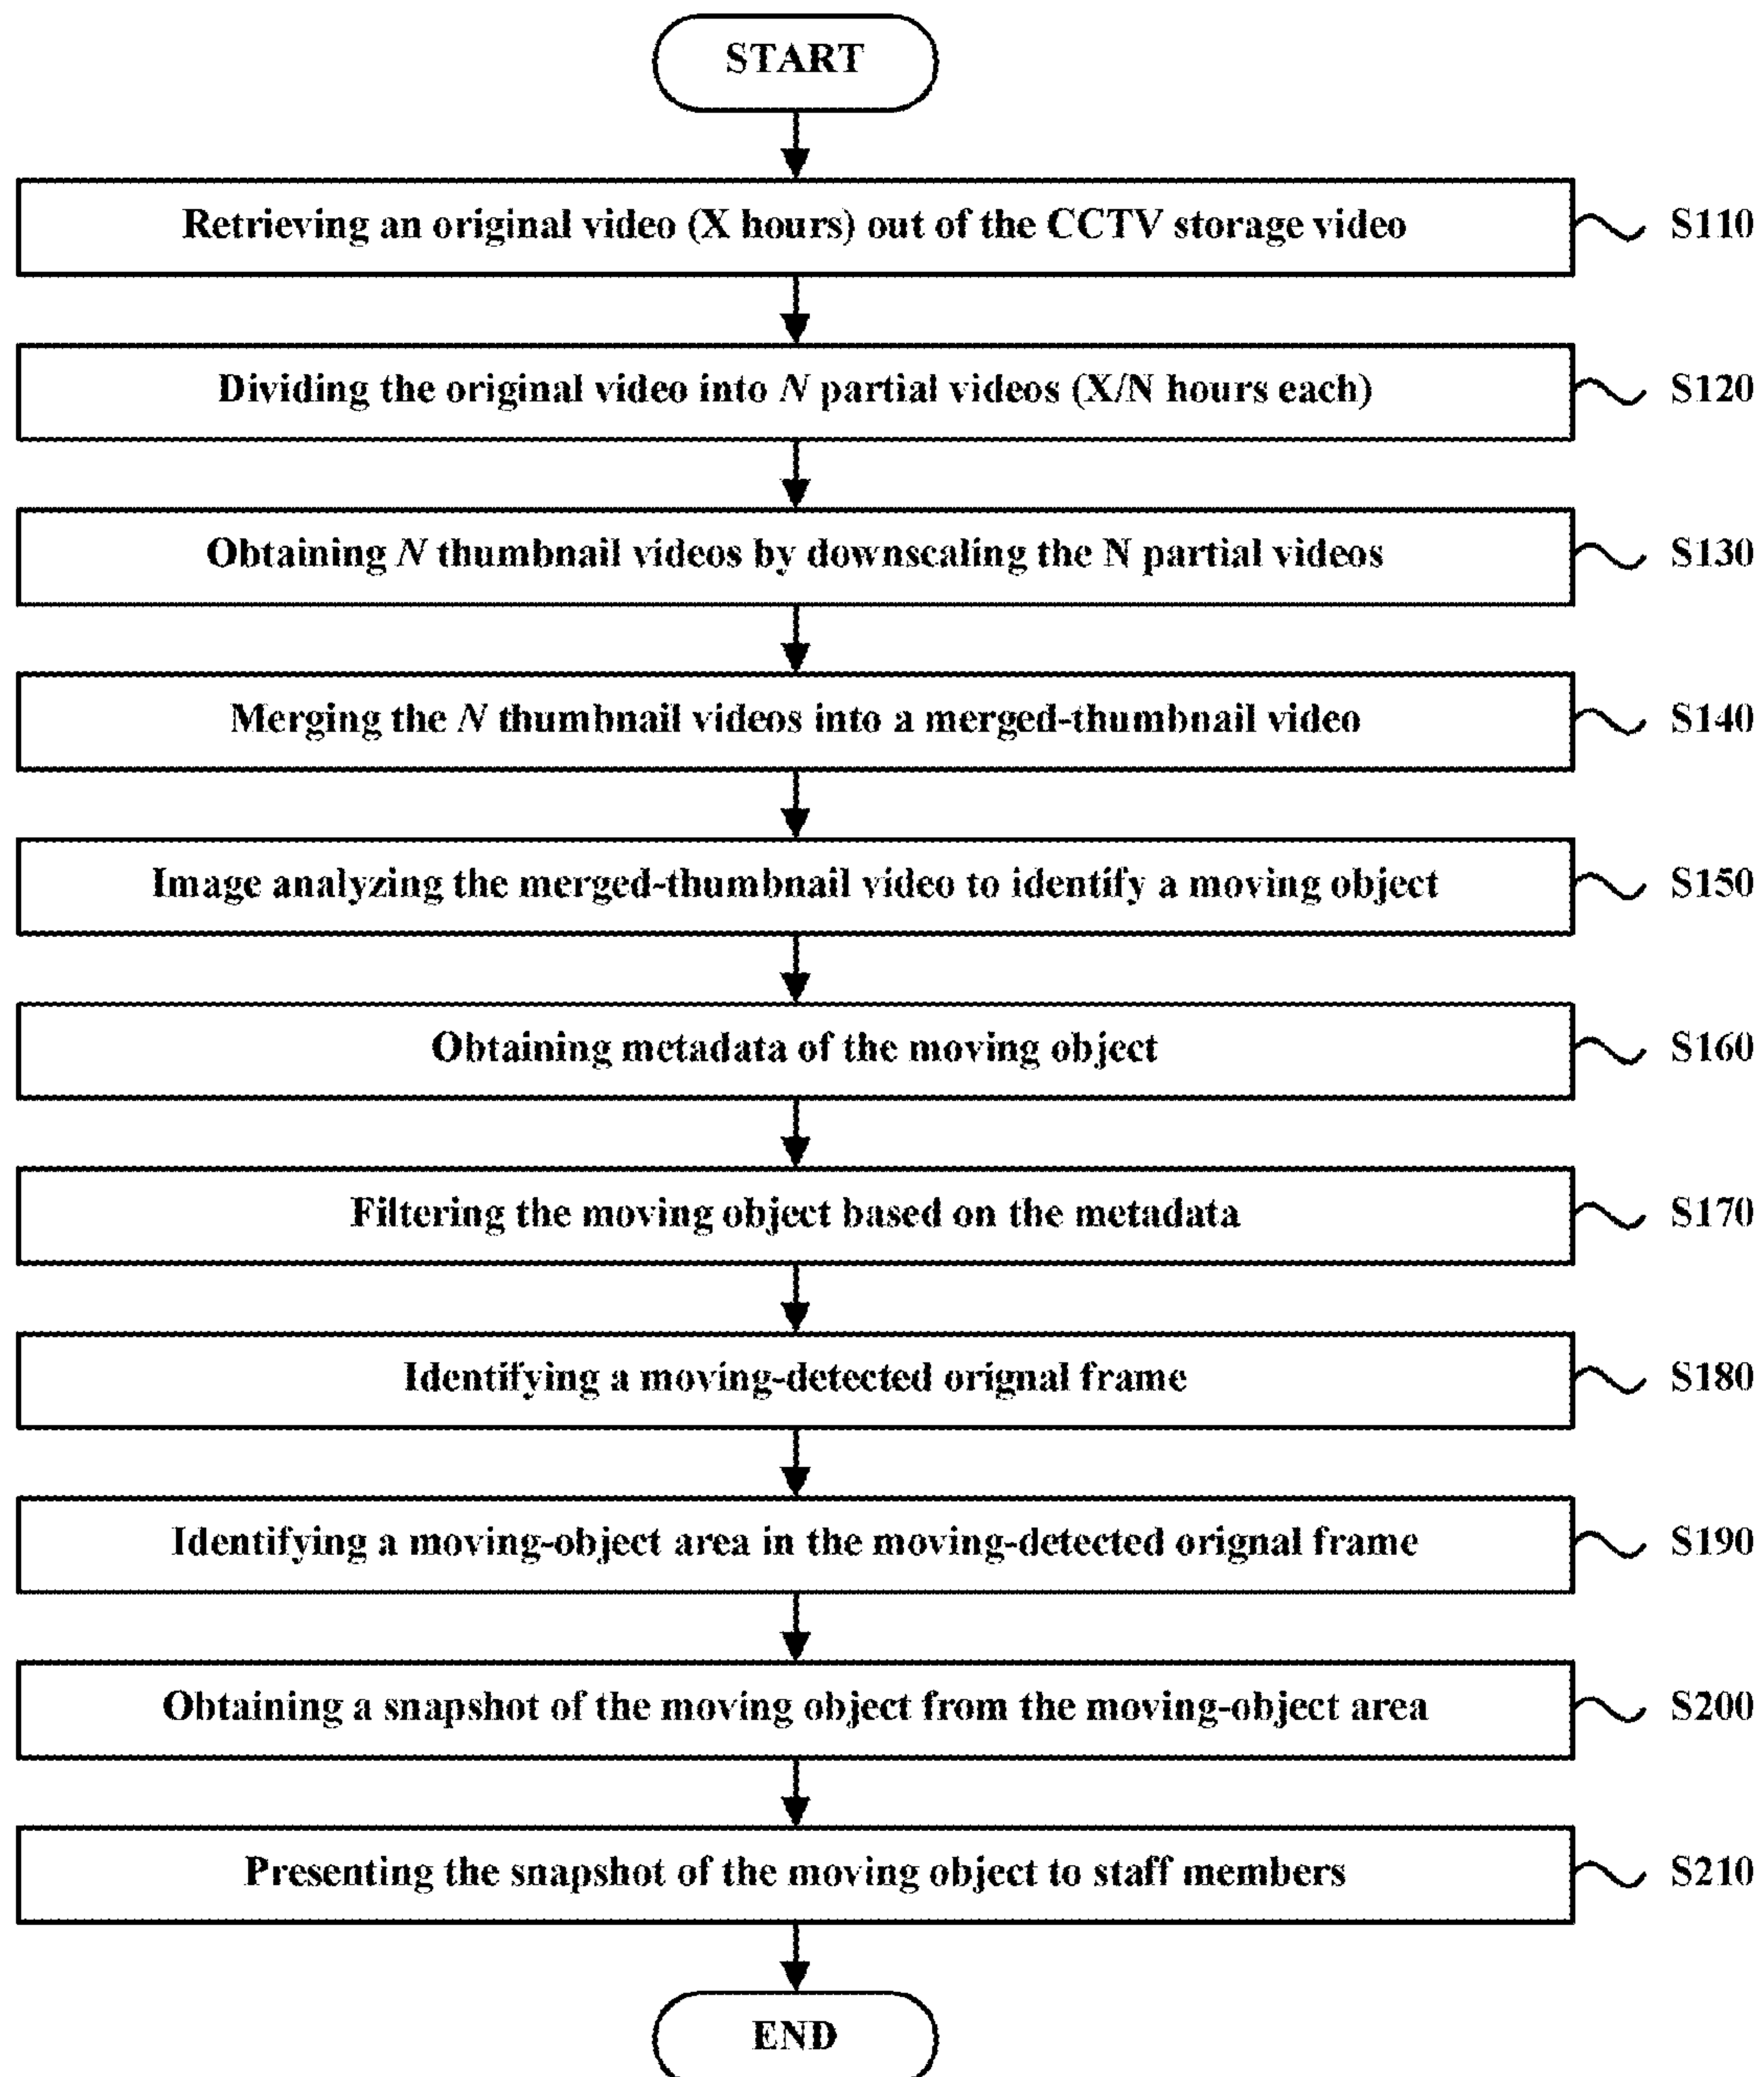 START
Retrieving an original video (X hours) out of the CCTV storage video S110
Dividing the original video into N partial videos (X/N hours each) S120
Obtaining N thumbnail videos by downscaling the N partial videos S130
Merging the N thumbnail videos into a merged-thumbnail video S140
Image analyzing the merged-thumbnail video to identify a moving object S150
Obtaining metadata of the moving object S160
Filtering the moving object based on the metadata S170
Identifying a moving-detected orignal frame S180
Identifying a moving-object area in the moving-detected orignal frame S190
Obtaining a snapshot of the moving object from the moving-object area S200
Presenting the snapshot of the moving object to staff members S210
END